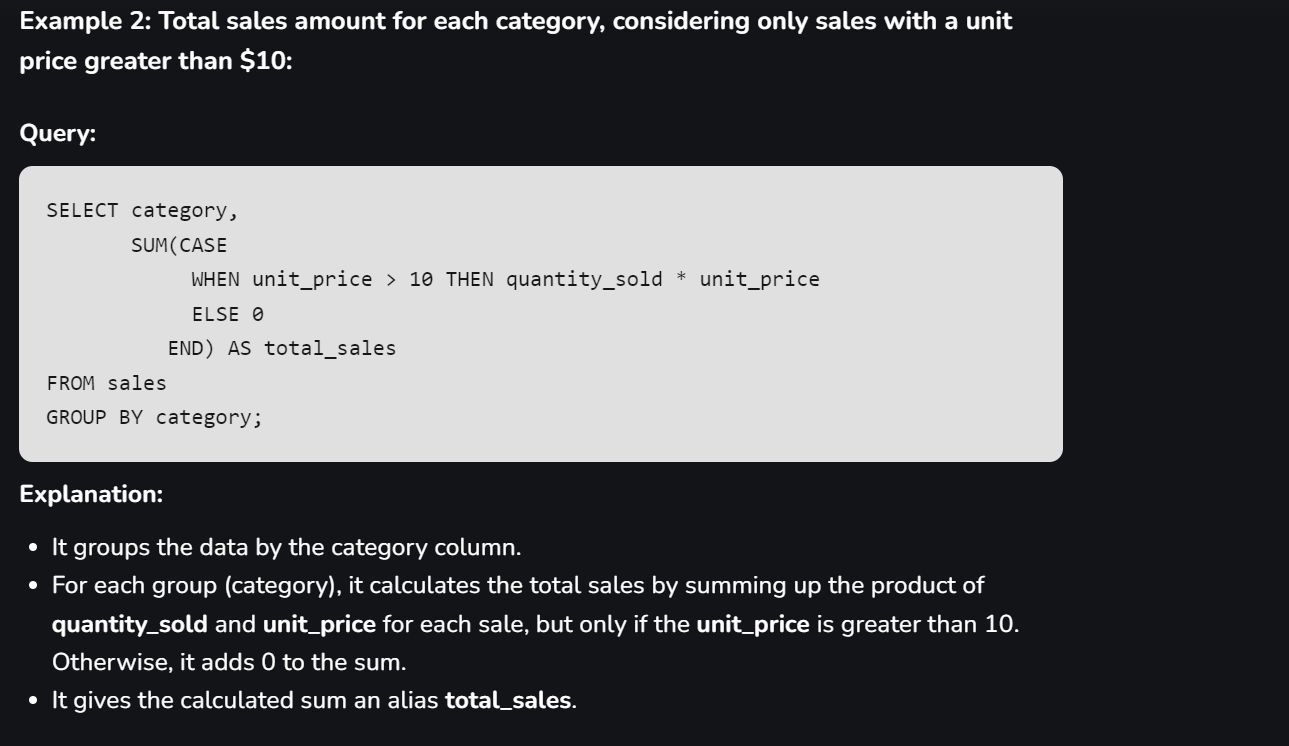 Example 2: Total sales amount for each category, considering only sales with a unit
price greater than $10:
Query:
SELECT category,
       SUM(CASE
            WHEN unit_price > 10 THEN quantity_sold * unit_price
            ELSE 0
          END) AS total_sales
FROM sales
GROUP BY category;
Explanation:
• It groups the data by the category column.
• For each group (category), it calculates the total sales by summing up the product of
quantity_sold and unit_price for each sale, but only if the unit_price is greater than 10.
Otherwise, it adds 0 to the sum.
• It gives the calculated sum an alias total_sales.